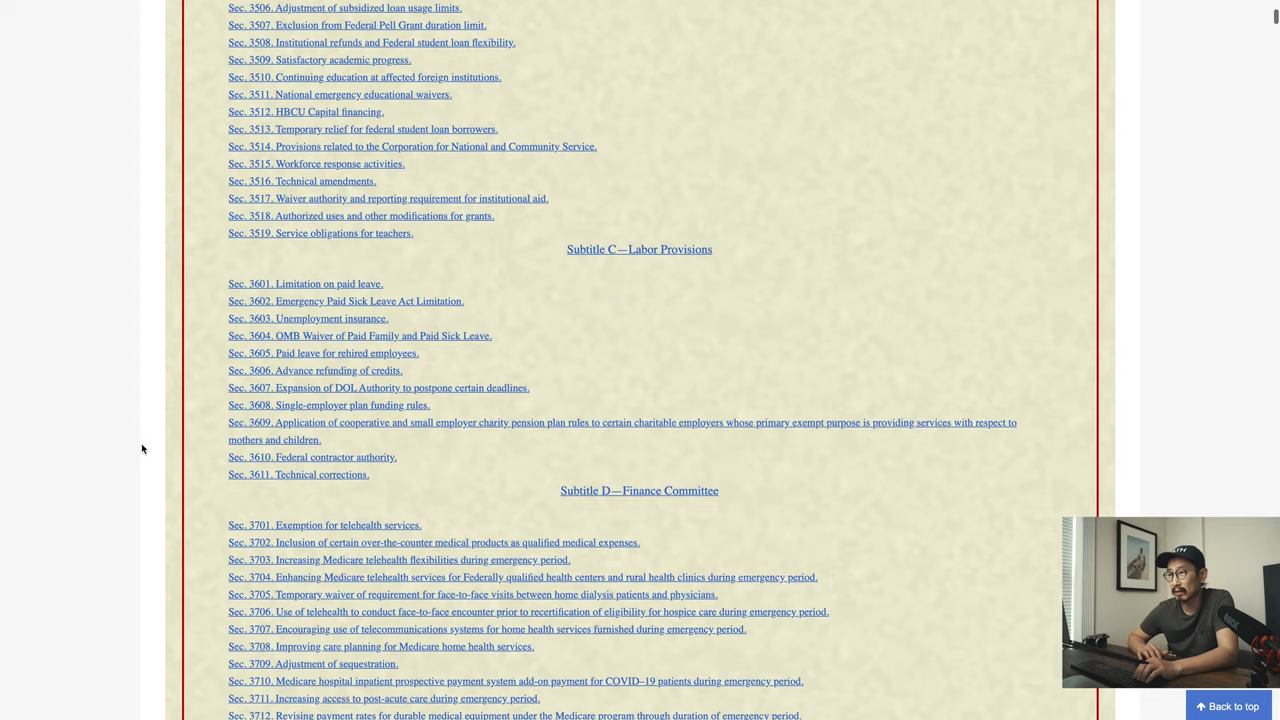 Sec. 3506. Adjustment of subsidized loan usage limits.
Sec. 3507. Exclusion from Federal Pell Grant duration limit.
Sec. 3508. Institutional refunds and Federal student loan flexibility.
Sec. 3509. Satisfactory academic progress.
Sec. 3510. Continuing education at affected foreign institutions.
Sec. 3511. National emergency educational waivers.
Sec. 3512. HBCU Capital financing.
Sec. 3513. Temporary relief for federal student loan borrowers.
Sec. 3514. Provisions related to the Corporation for National and Community Service.
Sec. 3515. Workforce response activities.
Sec. 3516. Technical amendments.
Sec. 3517. Waiver authority and reporting requirement for institutional aid.
Sec. 3518. Authorized uses and other modifications for grants.
Sec. 3519. Service obligations for teachers.
Subtitle C—Labor Provisions
Sec. 3601. Limitation on paid leave.
Sec. 3602. Emergency Paid Sick Leave Act Limitation.
Sec. 3603. Unemployment insurance.
Sec. 3604. OMB Waiver of Paid Family and Paid Sick Leave.
Sec. 3605. Paid leave for rehired employees.
Sec. 3606. Advance refunding of credits.
Sec. 3607. Expansion of DOL Authority to postpone certain deadlines.
Sec. 3608. Single-employer plan funding rules.
Sec. 3609. Application of cooperative and small employer charity pension plan rules to certain charitable employers whose primary exempt purpose is providing services with respect to
mothers and children.
Sec. 3610. Federal contractor authority.
Sec. 3611. Technical corrections.
Subtitle D—Finance Committee
Sec. 3701. Exemption for telehealth services.
Sec. 3702. Inclusion of certain over-the-counter medical products as qualified medical expenses.
Sec. 3703. Increasing Medicare telehealth flexibilities during emergency period.
Sec. 3704. Enhancing Medicare telehealth services for Federally qualified health centers and rural health clinics during emergency period.
Sec. 3705. Temporary waiver of requirement for face-to-face visits between home dialysis patients and physicians.
Sec. 3706. Use of telehealth to conduct face-to-face encounter prior to recertification of eligibility for hospice care during emergency period.
Sec. 3707. Encouraging use of telecommunications systems for home health services furnished during emergency period.
Sec. 3708. Improving care planning for Medicare home health services.
Sec. 3709. Adjustment of sequestration.
Sec. 3710. Medicare hospital inpatient prospective payment system add-on payment for COVID–19 patients during emergency period.
Sec. 3711. Increasing access to post-acute care during emergency period.
Sec. 3712. Revising payment rates for durable medical equipment under the Medicare program through duration of emergency period.
RODE
Back to top